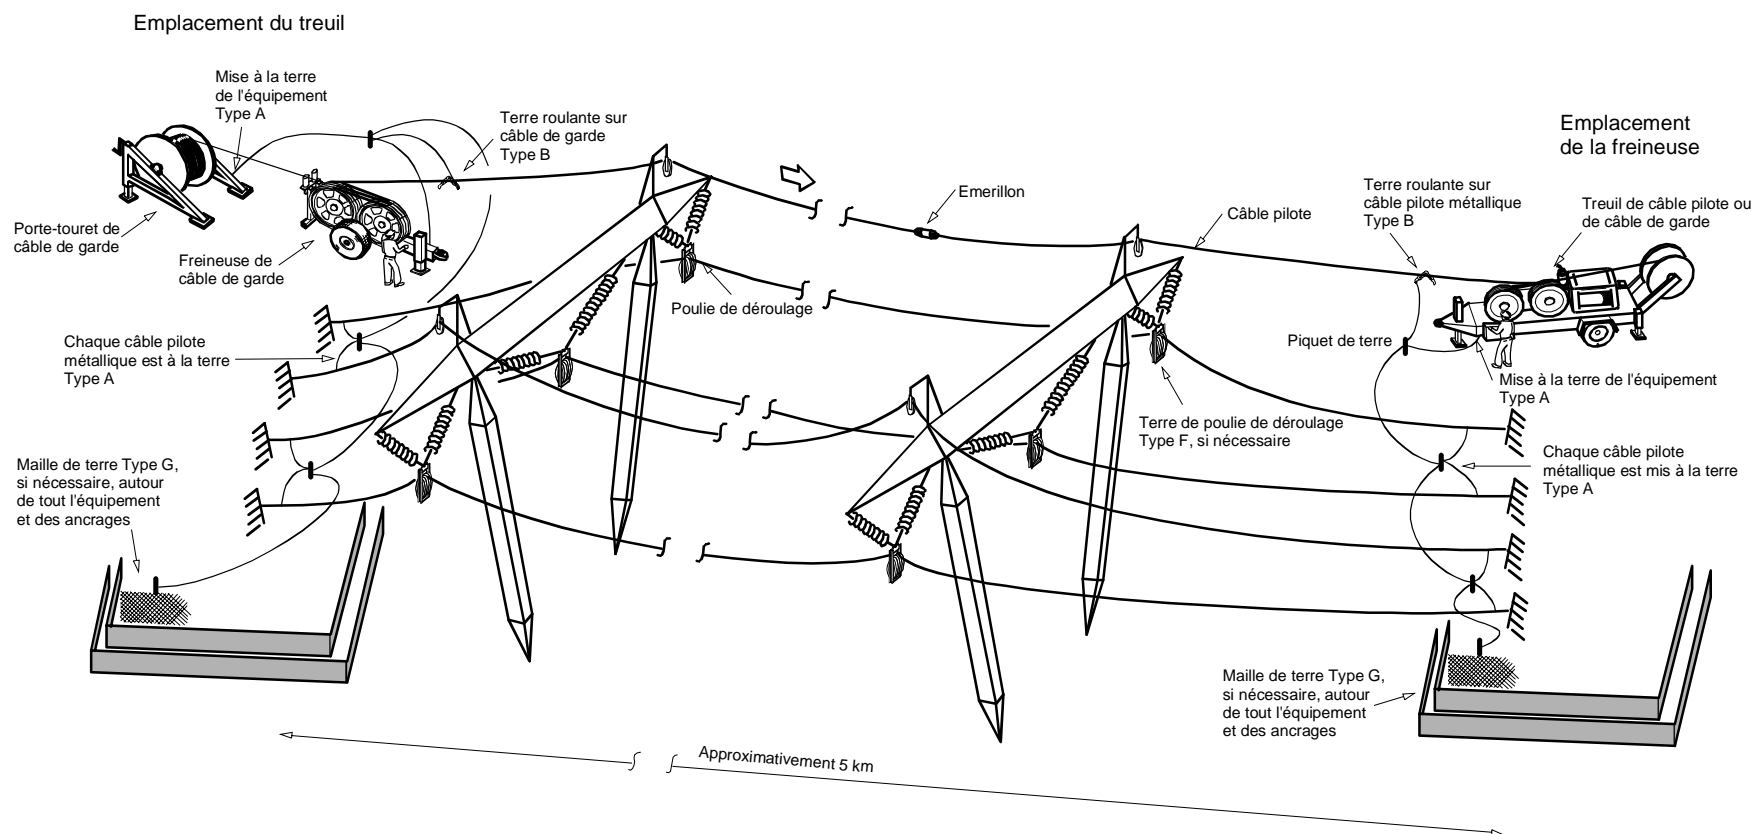 Emplacement du treuil
Mise à la terre
de l'équipement
Type A
Terre roulante sur
câble de garde
Type B
Emplacement
de la freineuse
Porte-touret de
câble de garde
Freineuse de
câble de garde
Emerillon
Câble pilote
Terre roulante sur
câble pilote métallique
Type B
Treuil de câble pilote ou
de câble de garde
Poulie de déroulage
Chaque câble pilote
métallique est à la terre
Type A
Piquet de terre
Mise à la terre de l'équipement
Type A
Terre de poulie de déroulage
Type F, si nécessaire
Maille de terre Type G,
si nécessaire, autour
de tout l'équipement
et des ancrages
Chaque câble pilote
métallique est mis à la terre
Type A
Maille de terre Type G,
si nécessaire, autour
de tout l'équipement
et des ancrages
Approximativement 5 km